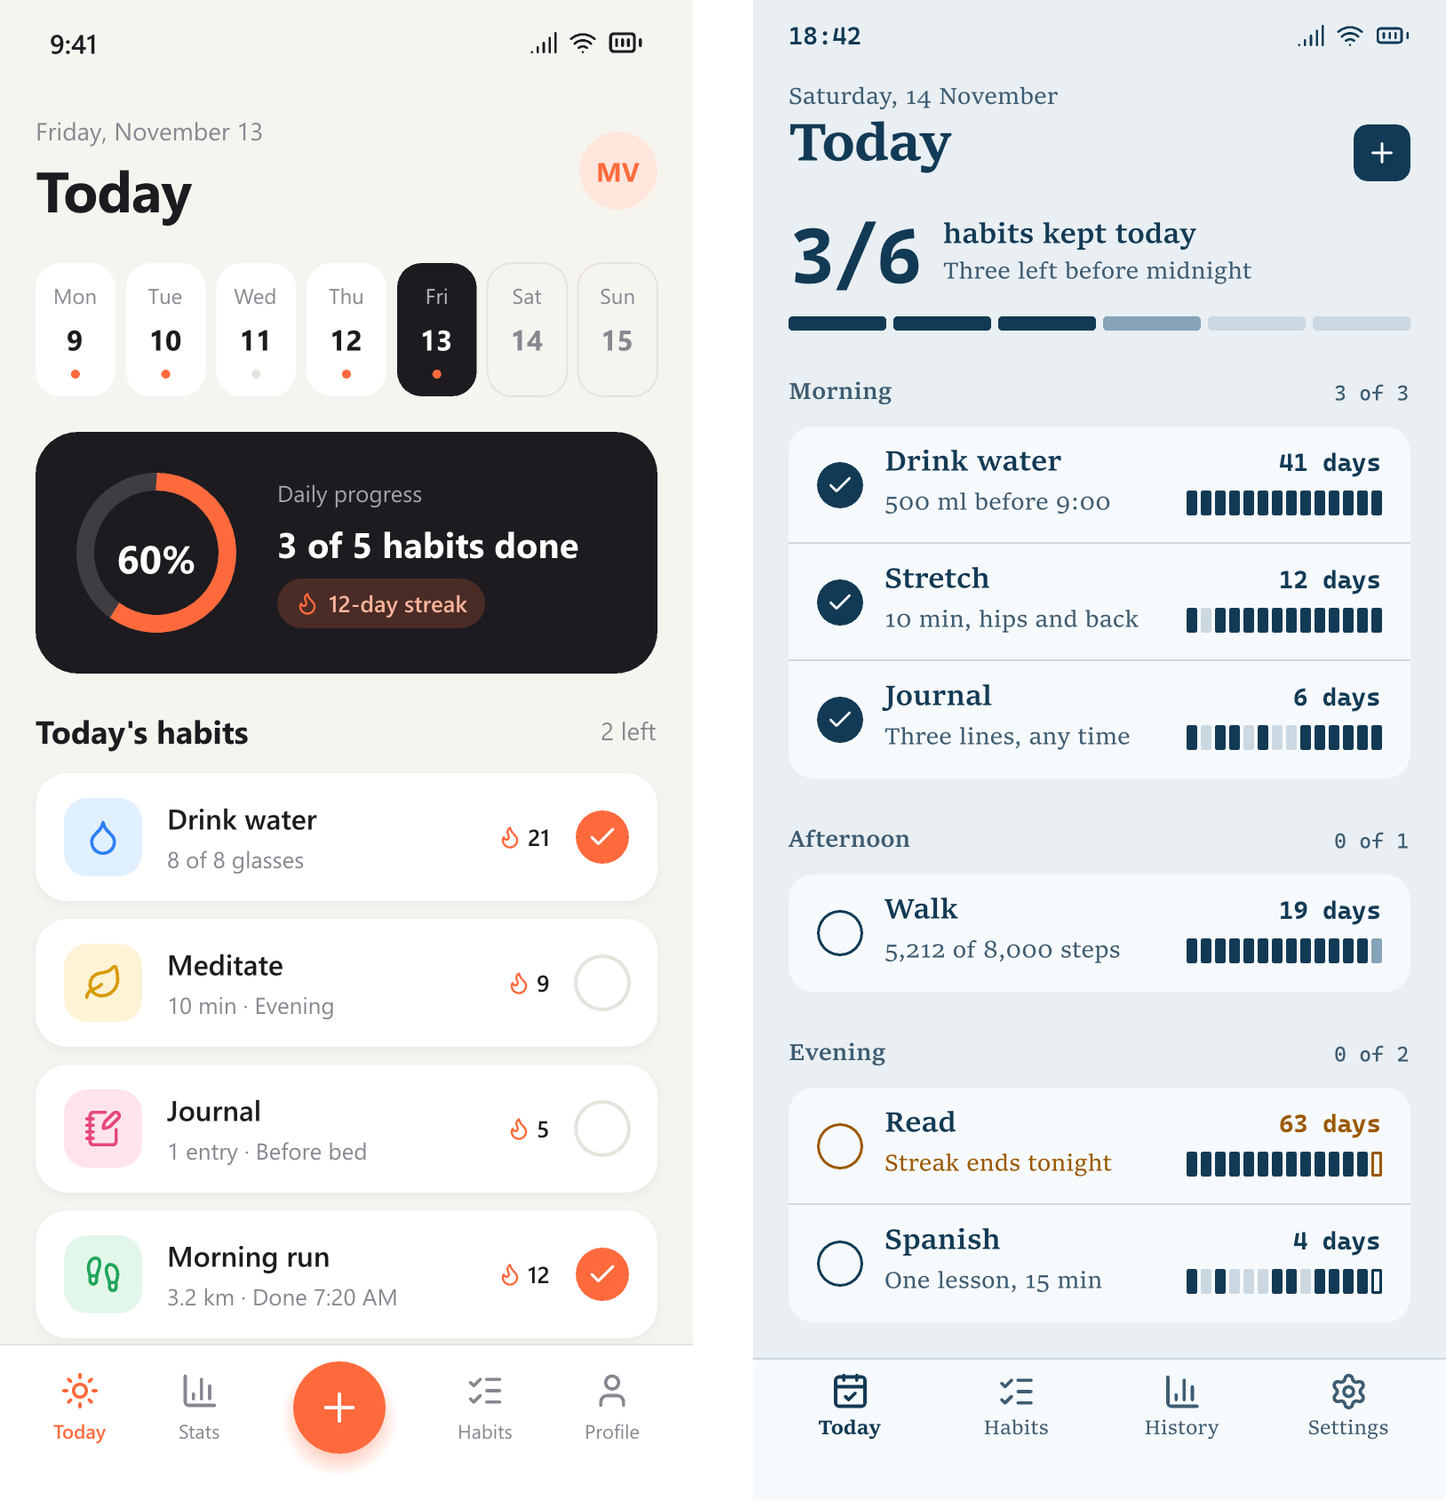 9:41
Friday, November 13
Today
MV
Mon Tue Wed Thu Fri Sat Sun
9 10 11 12 13 14 15
60%
Daily progress
3 of 5 habits done
12-day streak
Today's habits
2 left
Drink water
8 of 8 glasses
21
Meditate
10 min · Evening
9
Journal
1 entry · Before bed
5
Morning run
3.2 km · Done 7:20 AM
12
Today Stats Habits Profile
18:42
Saturday, 14 November
Today
3/6
habits kept today
Three left before midnight
Morning
3 of 3
Drink water
500 ml before 9:00
41 days
Stretch
10 min, hips and back
12 days
Journal
Three lines, any time
6 days
Afternoon
0 of 1
Walk
5,212 of 8,000 steps
19 days
Evening
0 of 2
Read
Streak ends tonight
63 days
Spanish
One lesson, 15 min
4 days
Today Habits History Settings